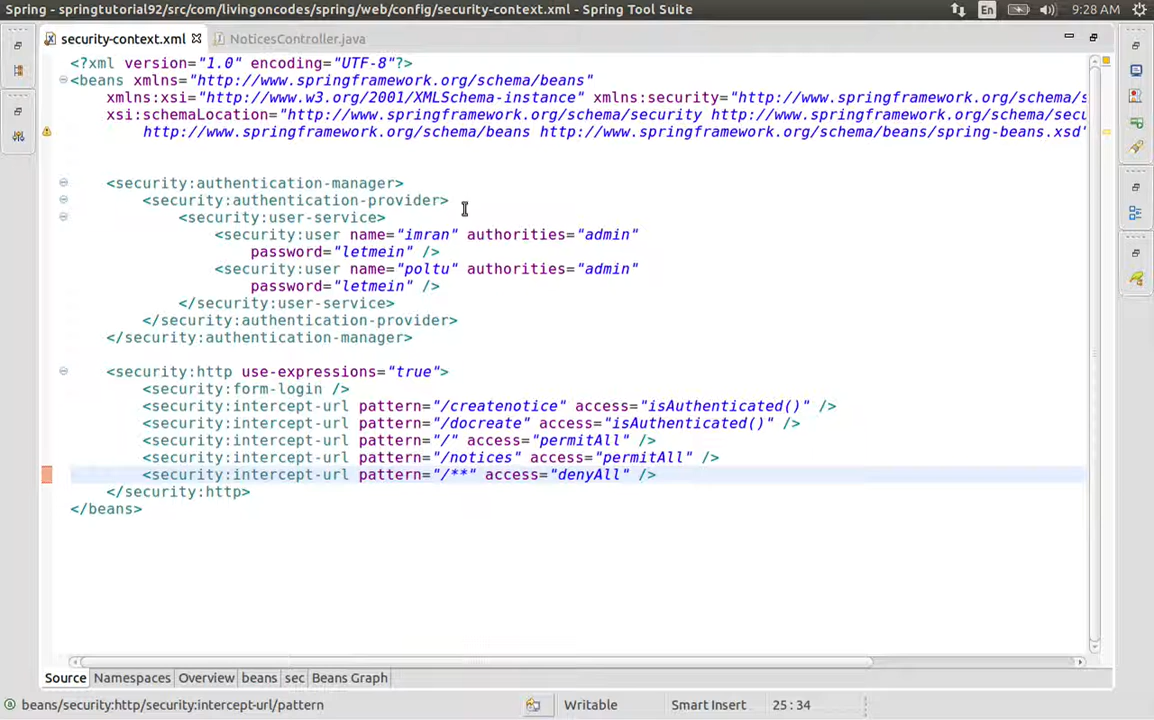 Spring - springtutorial92/src/com/livingoncodes/spring/web/config/security-context.xml - Spring Tool Suite
En
9:28 AM
security-context.xml
NoticesController.java
<?xml version="1.0" encoding="UTF-8"?>
<beans xmlns="http://www.springframework.org/schema/beans"
xmlns:xsi="http://www.w3.org/2001/XMLSchema-instance" xmlns:security="http://www.springframework.org/schema/s
xsi:schemaLocation="http://www.springframework.org/schema/security http://www.springframework.org/schema/secu
http://www.springframework.org/schema/beans http://www.springframework.org/schema/beans/spring-beans.xsd"
<security:authentication-manager>
<security:authentication-provider>
<security:user-service>
<security:user name="imran" authorities="admin"
password="letmein" />
<security:user name="poltu" authorities="admin"
password="letmein" />
</security:user-service>
</security:authentication-provider>
</security:authentication-manager>
<security:http use-expressions="true">
<security:form-login />
<security:intercept-url pattern="/createnotice" access="isAuthenticated()" />
<security:intercept-url pattern="/docreate" access="isAuthenticated()" />
<security:intercept-url pattern="/" access="permitAll" />
<security:intercept-url pattern="/notices" access="permitAll" />
<security:intercept-url pattern="/**" access="denyAll" />
</security:http>
</beans>
Source
Namespaces
Overview
beans
sec
Beans Graph
beans/security:http/security:intercept-url/pattern
Writable
Smart Insert
25 : 34